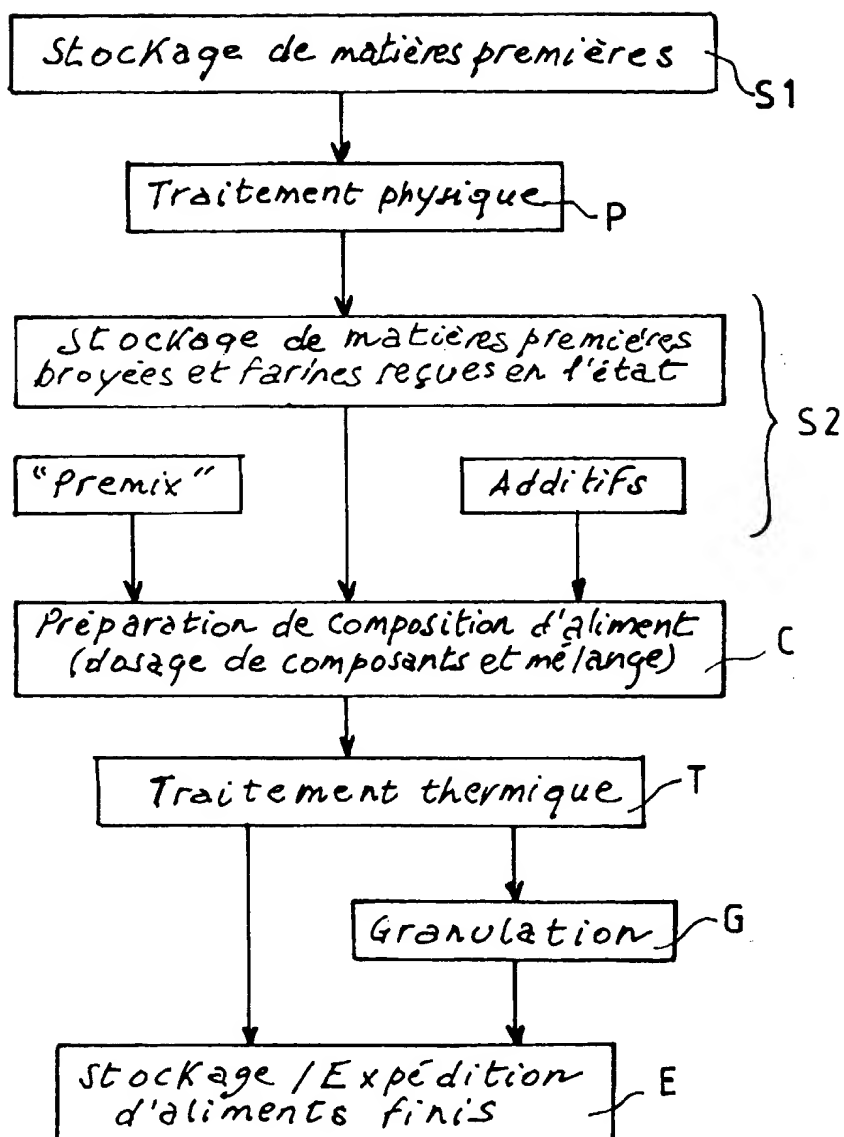 Stockage de matières premières
S1
Traitement physique
P
Stockage de matières premières
broyées et farines reçues en l'état
S2
"Premix"
Additifs
Préparation de composition d'aliment
(dosage de composants et mélange)
C
Traitement thermique
T
Granulation
G
Stockage / Expédition
d'aliments finis
E